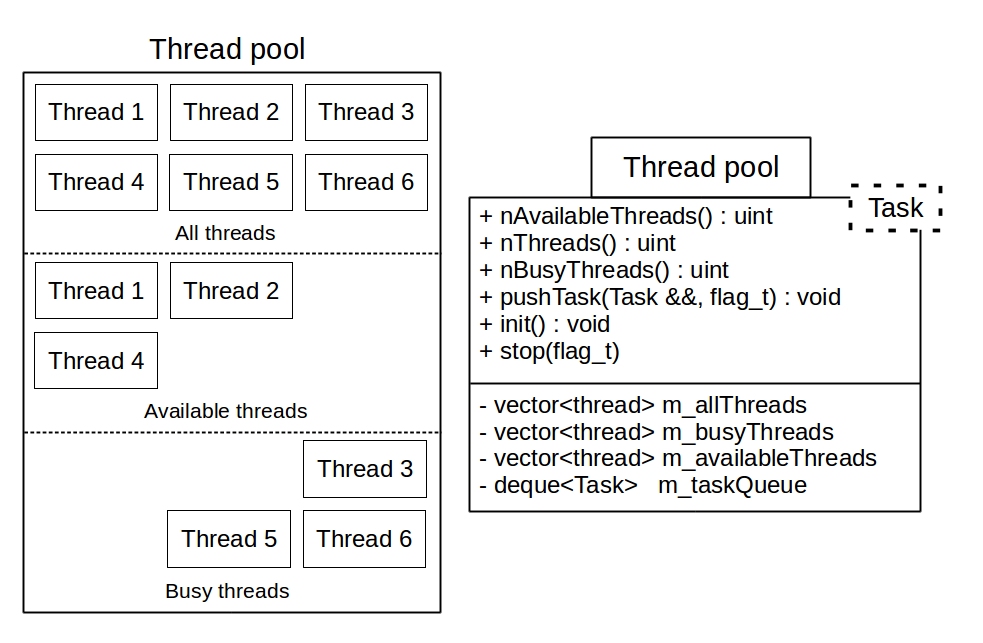 Thread pool
Thread 1 Thread 2 Thread 3
Thread 4 Thread 5 Thread 6
All threads
Thread 1 Thread 2
Thread 4
Available threads
Thread 3
Thread 5 Thread 6
Busy threads
Thread pool
Task
+ nAvailableThreads() : uint
+ nThreads() : uint
+ nBusyThreads() : uint
+ pushTask(Task &&, flag_t) : void
+ init() : void
+ stop(flag_t)
- vector<thread> m_allThreads
- vector<thread> m_busyThreads
- vector<thread> m_availableThreads
- deque<Task> m_taskQueue